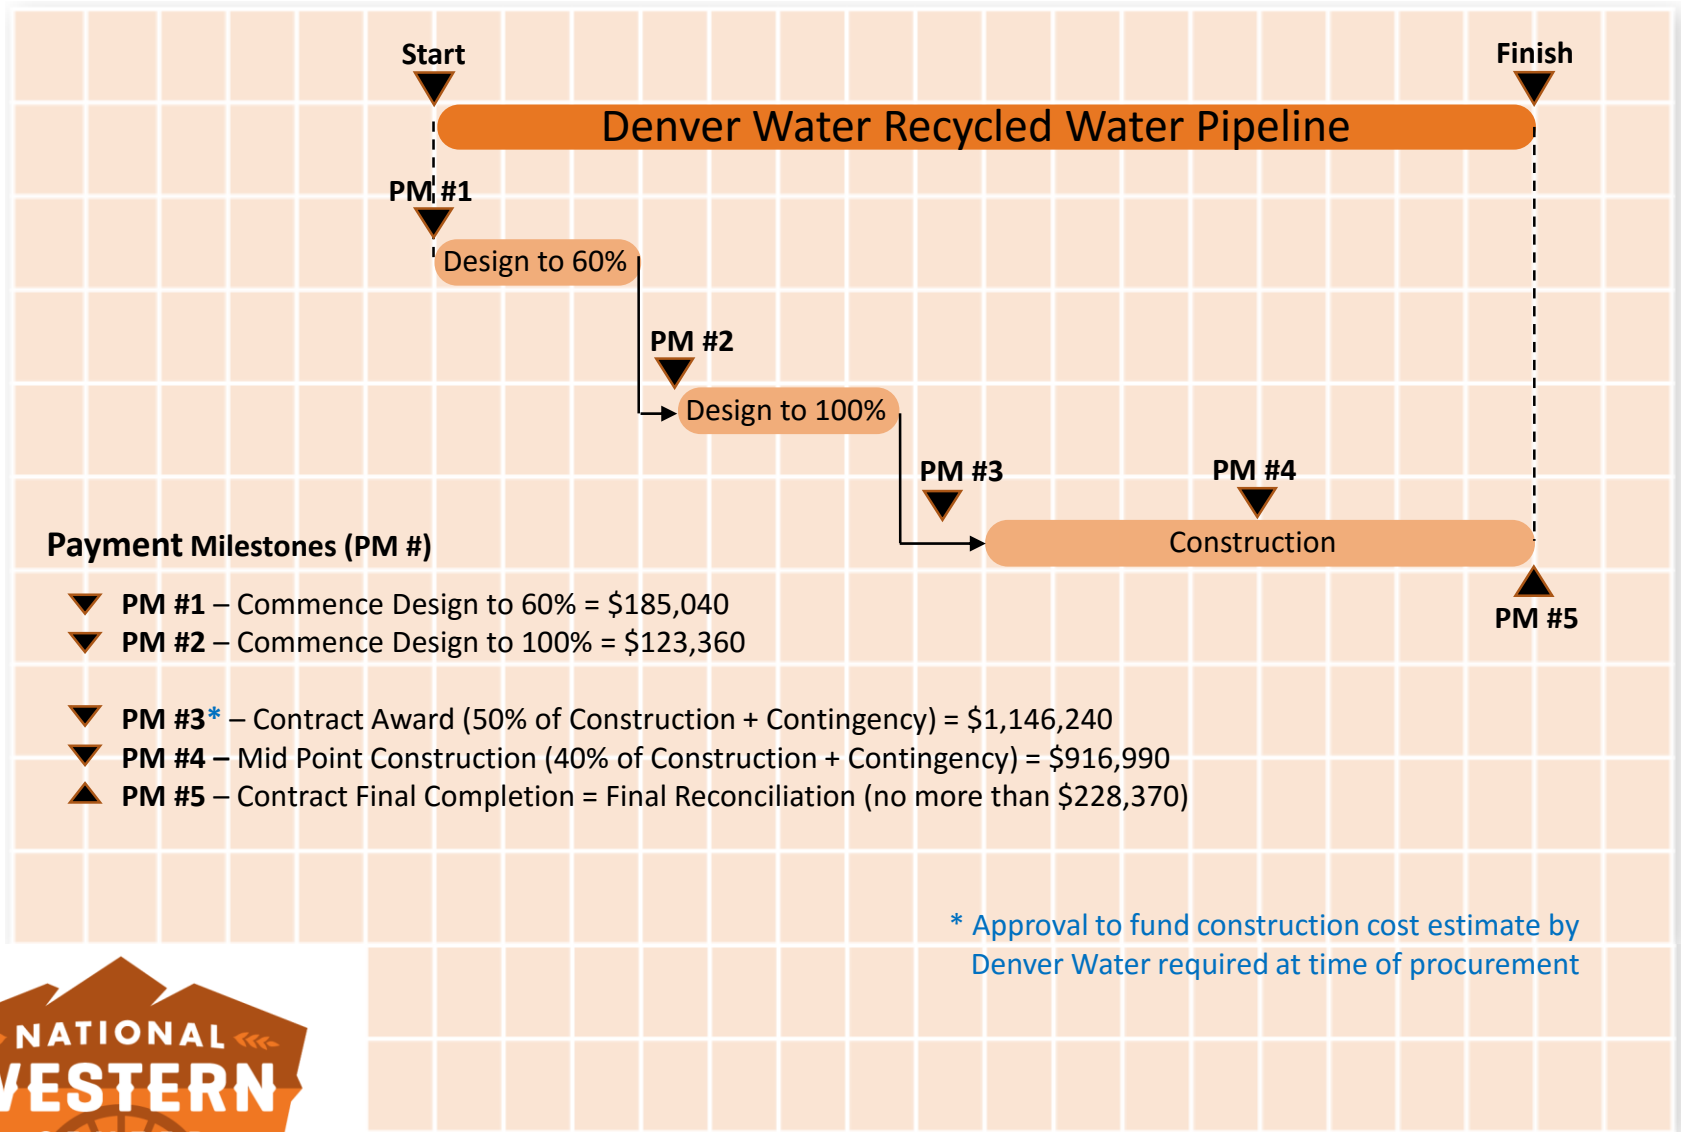 Start
Finish
Denver Water Recycled Water Pipeline
PM #1
Design to 60%
PM #2
Design to 100%
PM #3
PM #4
Construction
PM #5
Payment Milestones (PM #)
PM #1 – Commence Design to 60% = $185,040
PM #2 – Commence Design to 100% = $123,360
PM #3* – Contract Award (50% of Construction + Contingency) = $1,146,240
PM #4 – Mid Point Construction (40% of Construction + Contingency) = $916,990
PM #5 – Contract Final Completion = Final Reconciliation (no more than $228,370)
* Approval to fund construction cost estimate by
Denver Water required at time of procurement
NATIONAL
WESTERN